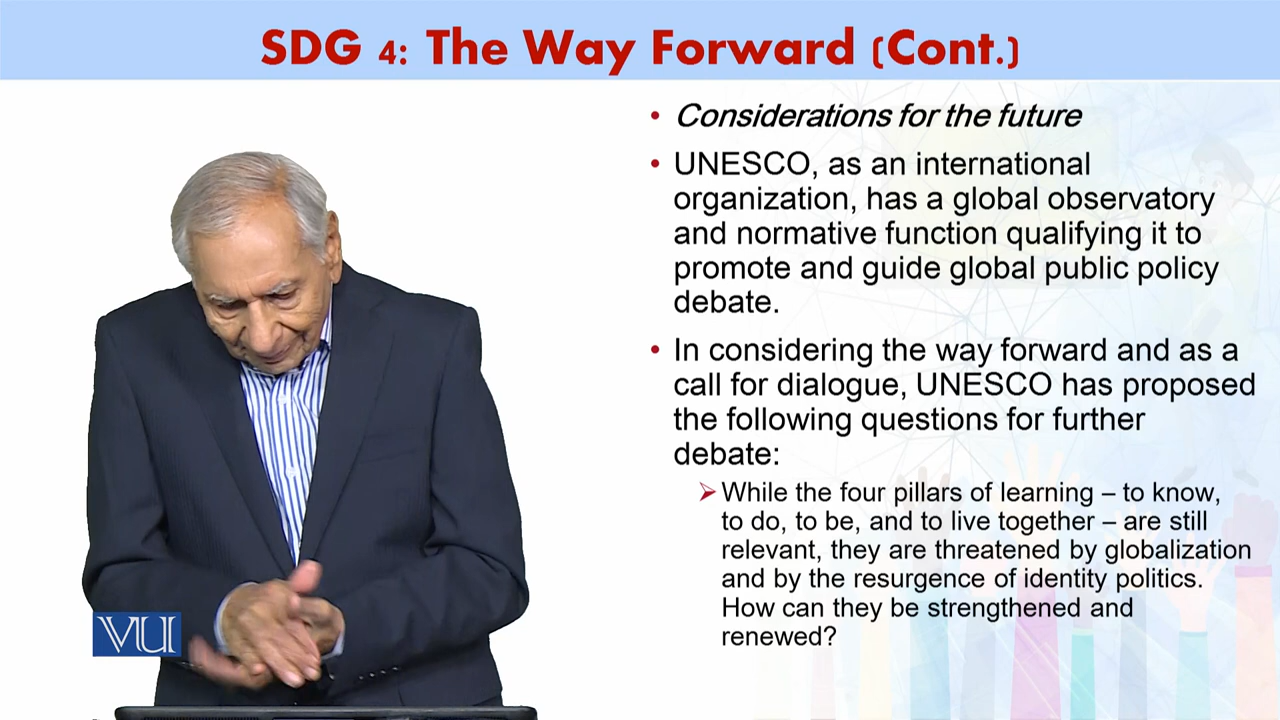 SDG 4: The Way Forward (Cont.)
• Considerations for the future
• UNESCO, as an international
organization, has a global observatory
and normative function qualifying it to
promote and guide global public policy
debate.
• In considering the way forward and as a
call for dialogue, UNESCO has proposed
the following questions for further
debate:
➢ While the four pillars of learning – to know,
to do, to be, and to live together – are still
relevant, they are threatened by globalization
and by the resurgence of identity politics.
How can they be strengthened and
renewed?
VU